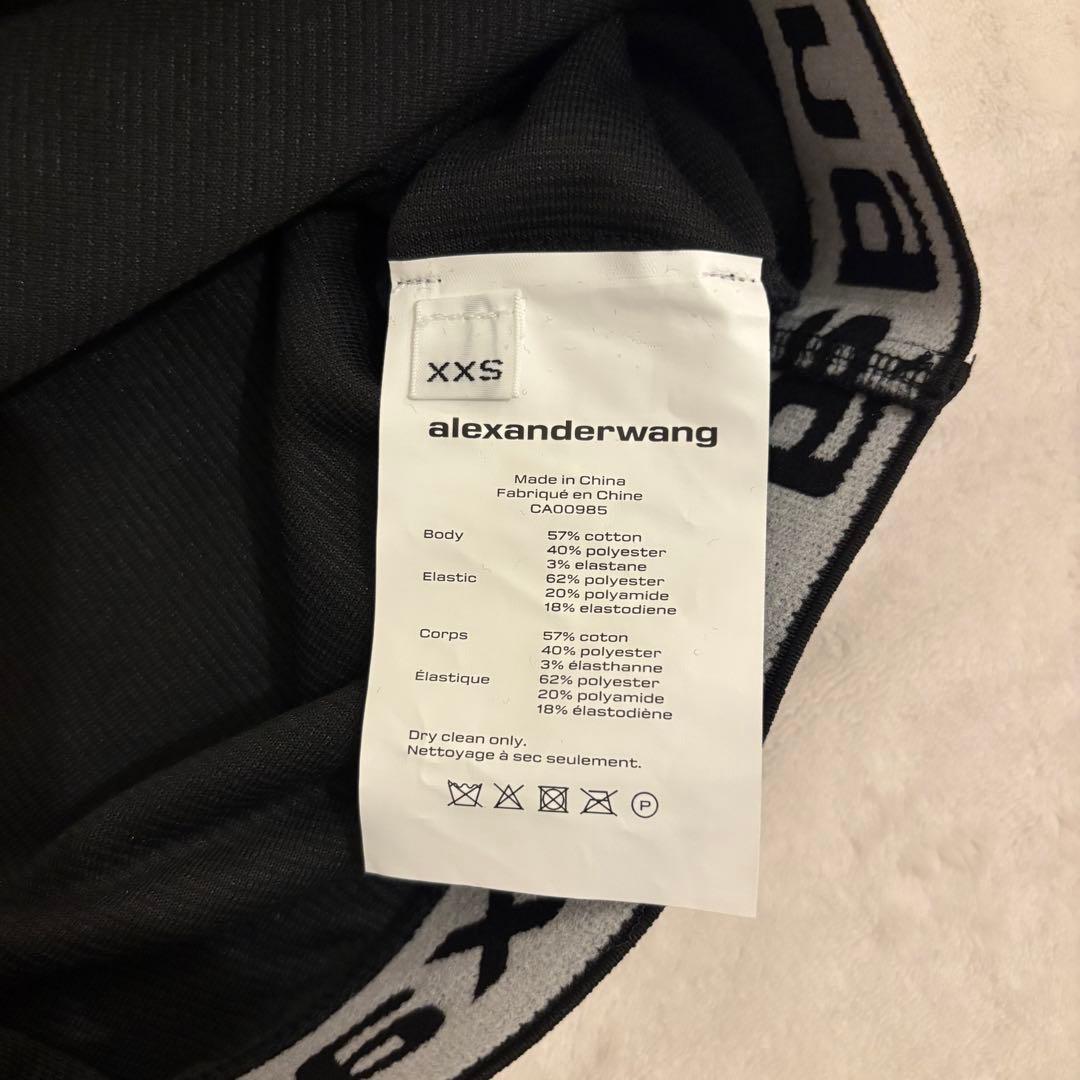 XXS
alexanderwang
Made in China
Fabriqué en Chine
CA00985
Body 57% cotton
40% polyester
3% elastane
Elastic 62% polyester
20% polyamide
18% elastodiene
Corps 57% coton
40% polyester
3% élasthanne
Élastique 62% polyester
20% polyamide
18% élastodiène
Dry clean only.
Nettoyage à sec seulement.
P